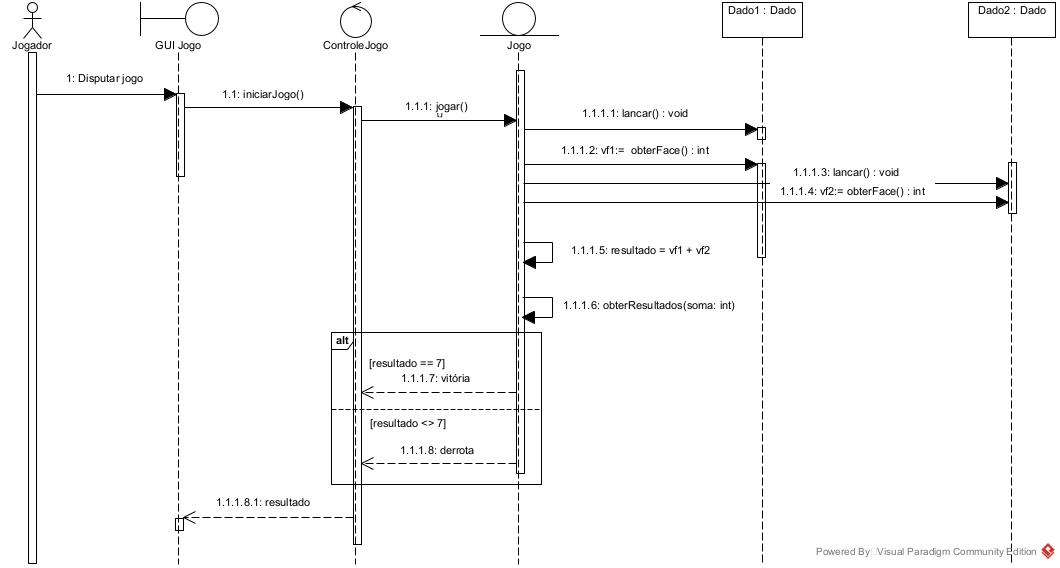 Dado1 : Dado
Dado2 : Dado
Jogador
GUI Jogo
ControleJogo
Jogo
1: Disputar jogo
1.1: iniciarJogo()
1.1.1: jogar()
1.1.1.1: lancar() : void
1.1.1.2: vf1:= obterFace() : int
1.1.1.3: lancar() : void
1.1.1.4: vf2:= obterFace() : int
1.1.1.5: resultado = vf1 + vf2
1.1.1.6: obterResultados(soma: int)
alt
[resultado == 7]
1.1.1.7: vitória
[resultado <> 7]
1.1.1.8: derrota
1.1.1.8.1: resultado
Powered By Visual Paradigm Community Edition